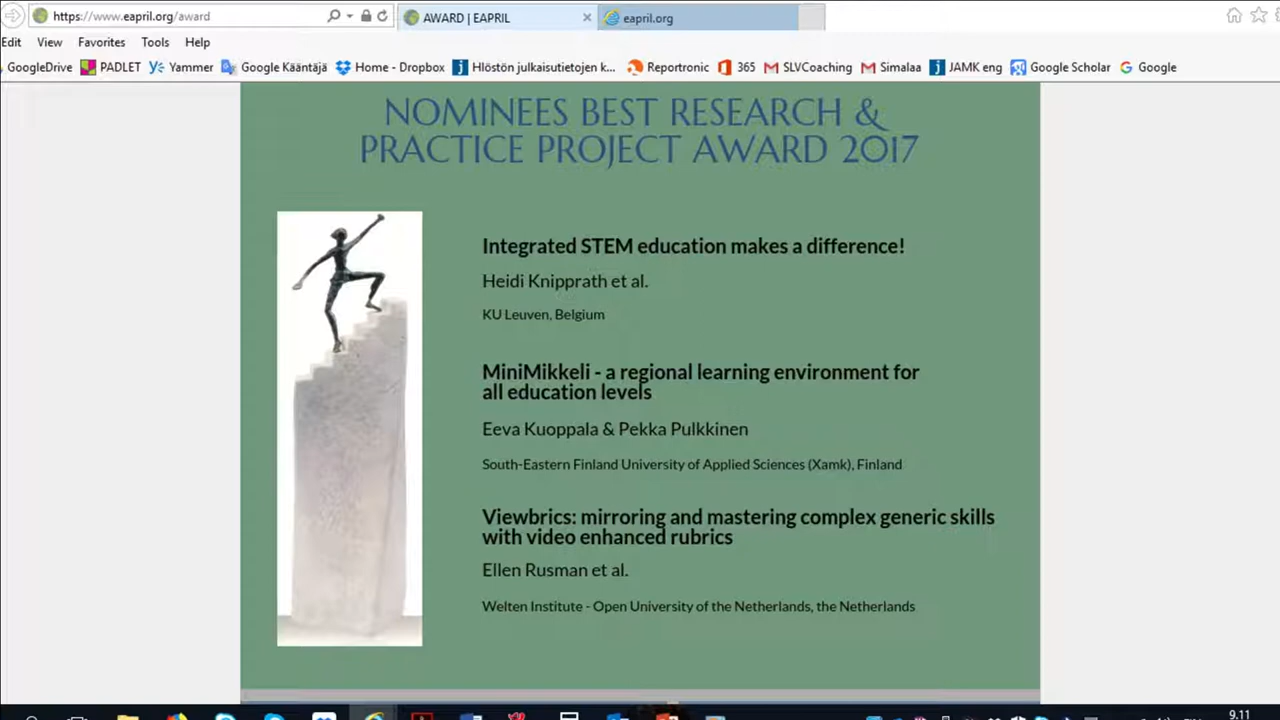 https://www.eapril.org/award
AWARD | EAPRIL
eapril.org
Edit View Favorites Tools Help
GoogleDrive PADLET Yammer Google Kääntäjä Home - Dropbox Hlöstön julkaisutietojen k... Reportronic 365 SLVCoaching Simalaa JAMK eng Google Scholar Google
NOMINEES BEST RESEARCH &
PRACTICE PROJECT AWARD 2017
Integrated STEM education makes a difference!
Heidi Knipprath et al.
KU Leuven, Belgium
MiniMikkeli - a regional learning environment for
all education levels
Eeva Kuoppala & Pekka Pulkkinen
South-Eastern Finland University of Applied Sciences (Xamk), Finland
Viewbrics: mirroring and mastering complex generic skills
with video enhanced rubrics
Ellen Rusman et al.
Welten Institute - Open University of the Netherlands, the Netherlands
9.11